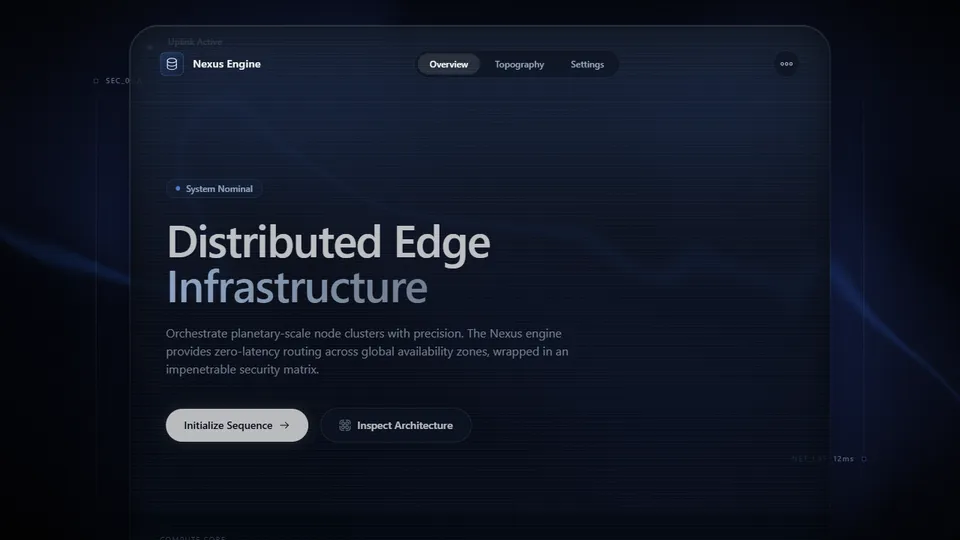 Uplink Active
Nexus Engine
Overview
Topography
Settings
SEC_0
System Nominal
Distributed Edge
Infrastructure
Orchestrate planetary-scale node clusters with precision. The Nexus engine
provides zero-latency routing across global availability zones, wrapped in an
impenetrable security matrix.
Initialize Sequence →
Inspect Architecture
12ms
COMPUTE CORE